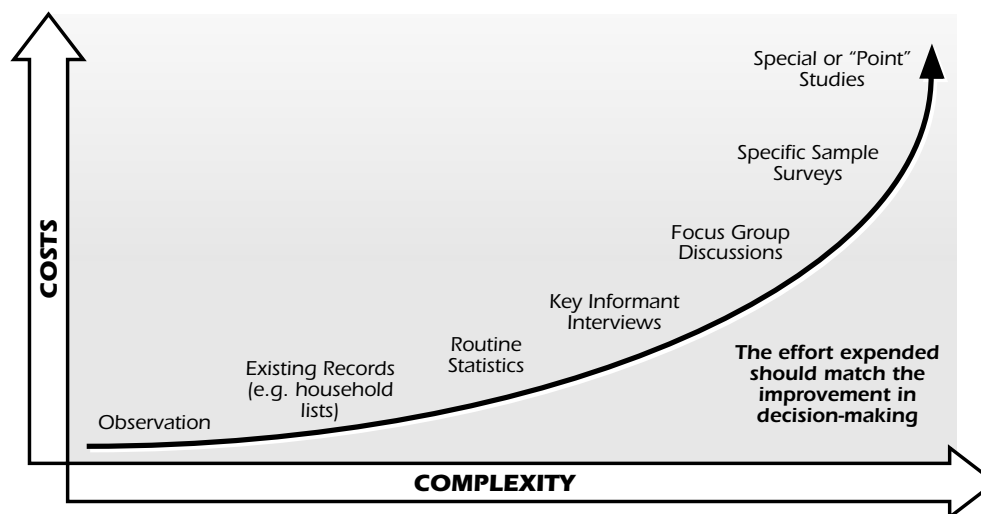 Special or “Point”
Studies
Specific Sample
Surveys
Focus Group
Discussions
Key Informant
Interviews
Routine
Statistics
Existing Records
(e.g. household
lists)
Observation
The effort expended
should match the
improvement in
decision-making
COSTS
COMPLEXITY